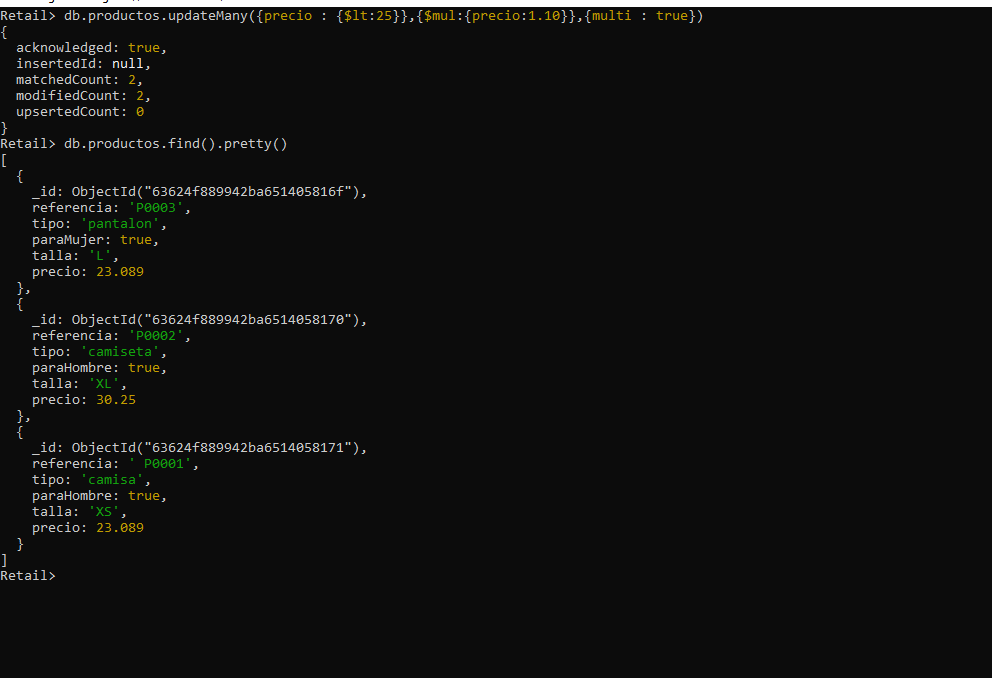 Retail> db.productos.updateMany({precio : {$lt:25}},{$mul:{precio:1.10}},{multi : true})
{
  acknowledged: true,
  insertedId: null,
  matchedCount: 2,
  modifiedCount: 2,
  upsertedCount: 0
}
Retail> db.productos.find().pretty()
[
  {
    _id: ObjectId("63624f889942ba651405816f"),
    referencia: 'P0003',
    tipo: 'pantalon',
    paraMujer: true,
    talla: 'L',
    precio: 23.089
  },
  {
    _id: ObjectId("63624f889942ba6514058170"),
    referencia: 'P0002',
    tipo: 'camiseta',
    paraHombre: true,
    talla: 'XL',
    precio: 30.25
  },
  {
    _id: ObjectId("63624f889942ba6514058171"),
    referencia: ' P0001',
    tipo: 'camisa',
    paraHombre: true,
    talla: 'XS',
    precio: 23.089
  }
]
Retail>